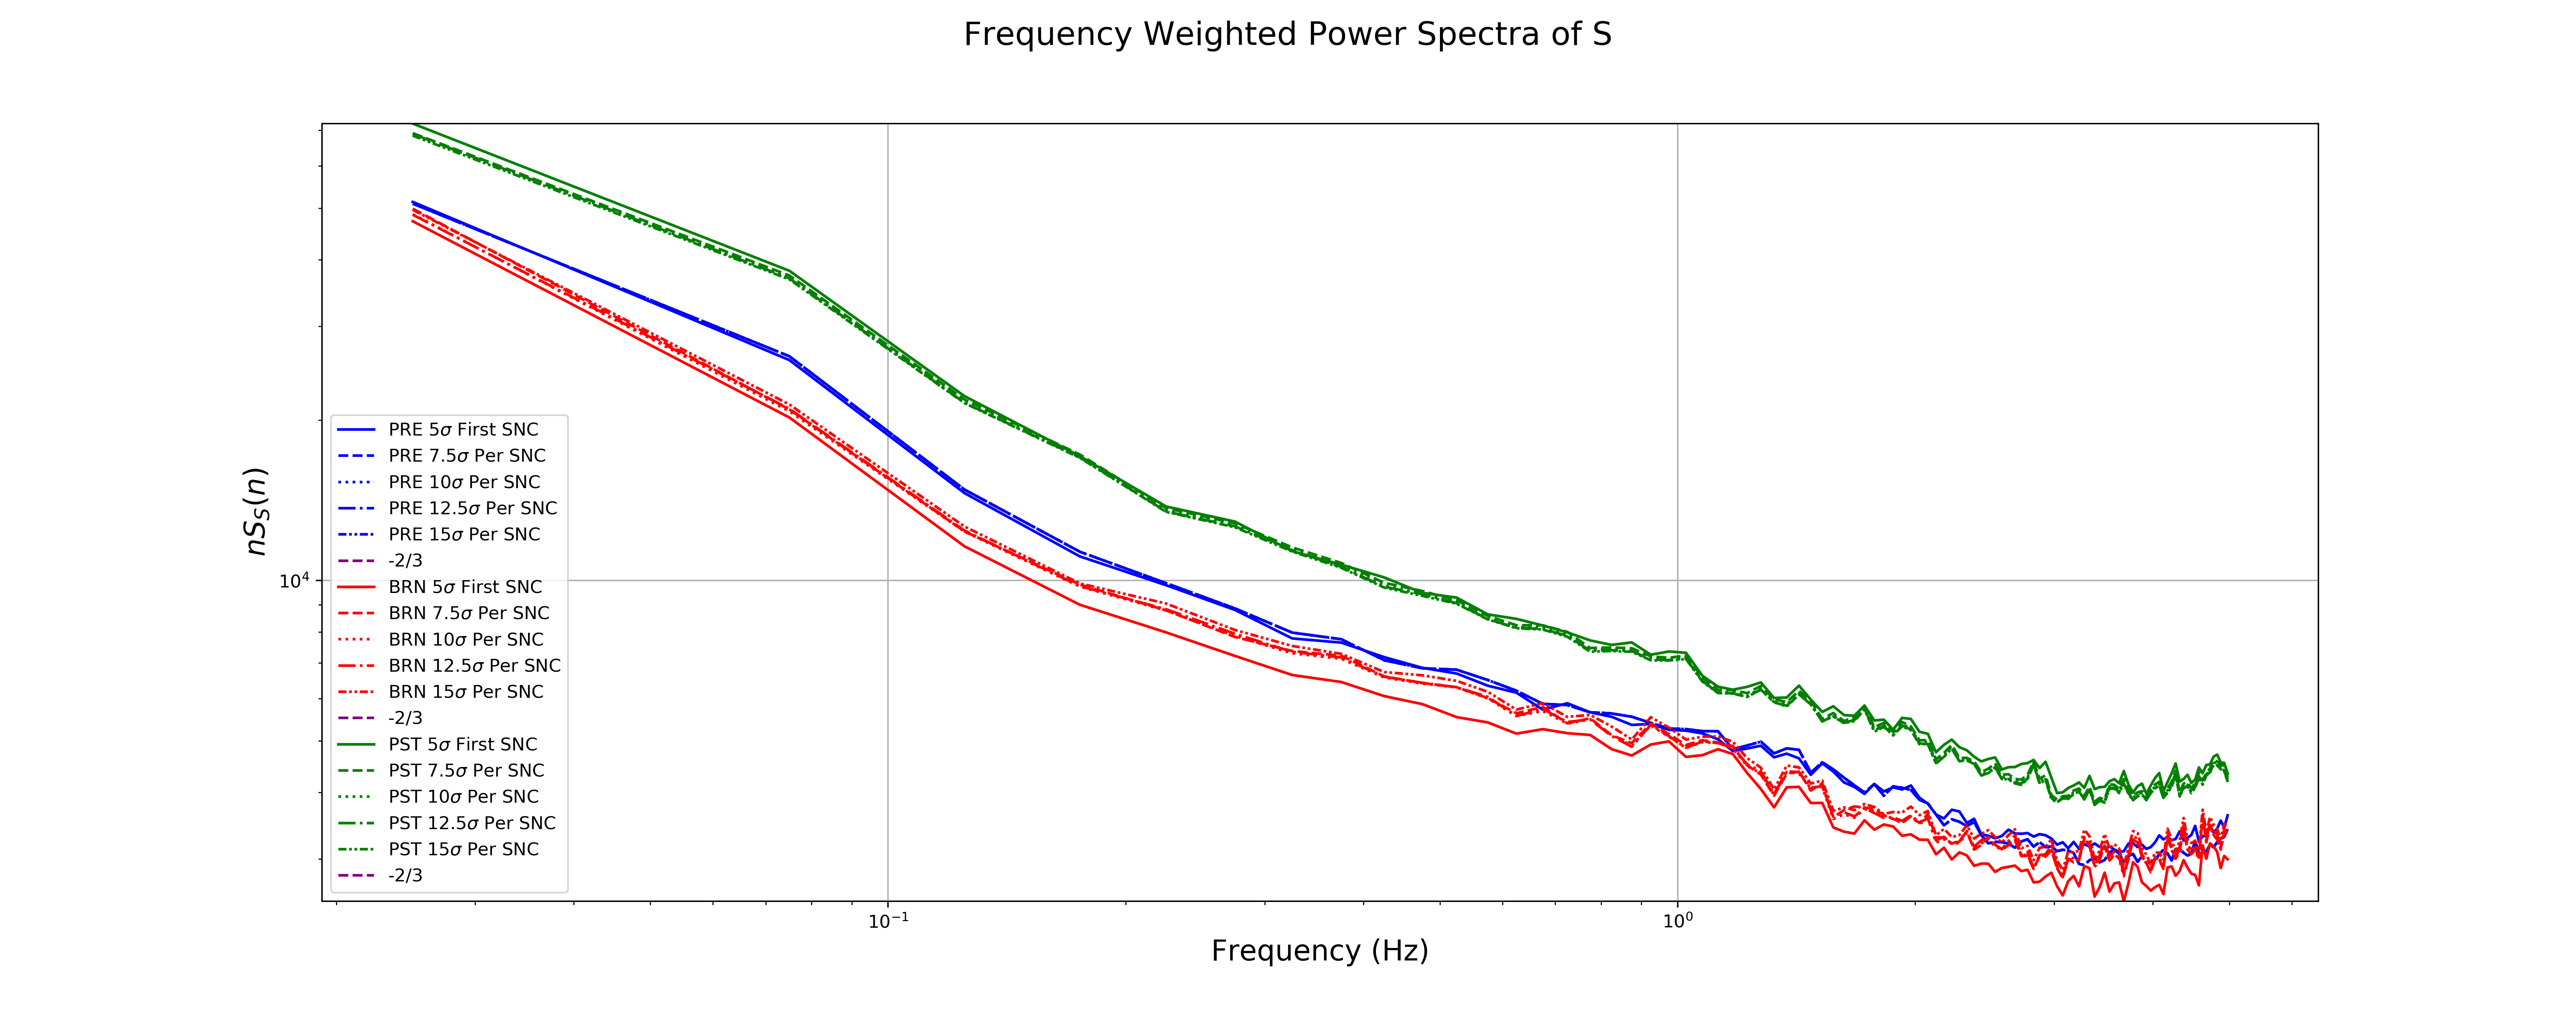 Frequency Weighted Power Spectra of S
nS_S(n)
10⁴
PRE 5σ First SNC
PRE 7.5σ Per SNC
PRE 10σ Per SNC
PRE 12.5σ Per SNC
PRE 15σ Per SNC
-2/3
BRN 5σ First SNC
BRN 7.5σ Per SNC
BRN 10σ Per SNC
BRN 12.5σ Per SNC
BRN 15σ Per SNC
-2/3
PST 5σ First SNC
PST 7.5σ Per SNC
PST 10σ Per SNC
PST 12.5σ Per SNC
PST 15σ Per SNC
-2/3
10⁻¹ 10⁰
Frequency (Hz)